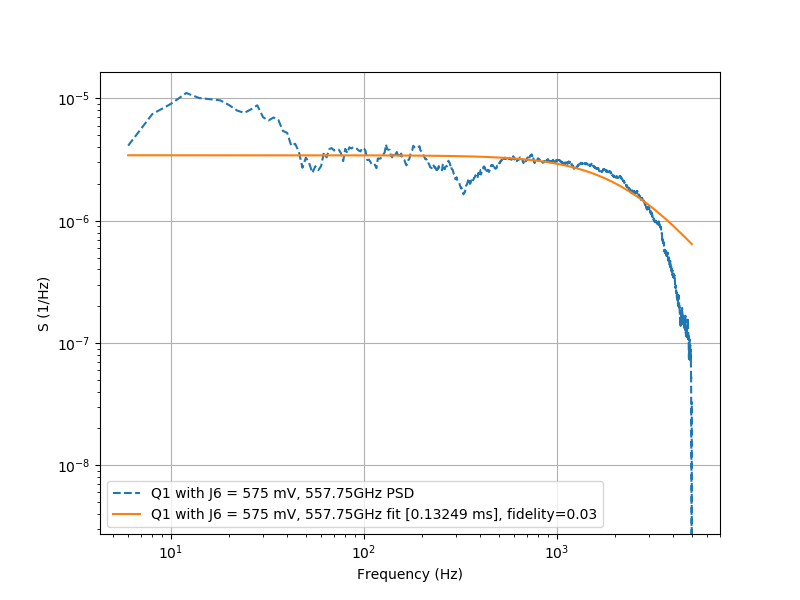 10⁻⁵
10⁻⁶
10⁻⁷
10⁻⁸
S (1/Hz)
Q1 with J6 = 575 mV, 557.75GHz PSD
Q1 with J6 = 575 mV, 557.75GHz fit [0.13249 ms], fidelity=0.03
10¹ 10² 10³
Frequency (Hz)